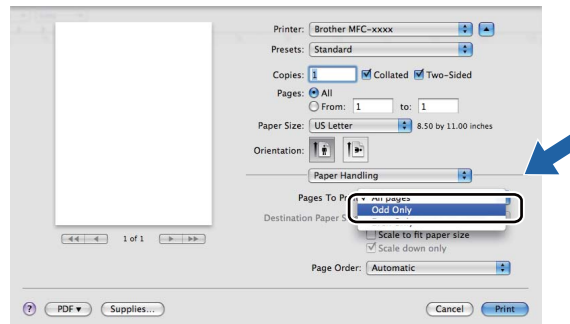 Printer: Brother MFC-xxxx
Presets: Standard
Copies: 1 Collated Two-Sided
Pages: All
From: 1 to: 1
Paper Size: US Letter 8.50 by 11.00 inches
Orientation:
Paper Handling
Pages To Print All pages
Odd Only
Destination Paper
Scale to fit paper size
Scale down only
1 of 1
Page Order: Automatic
? PDF▼ Supplies... Cancel Print